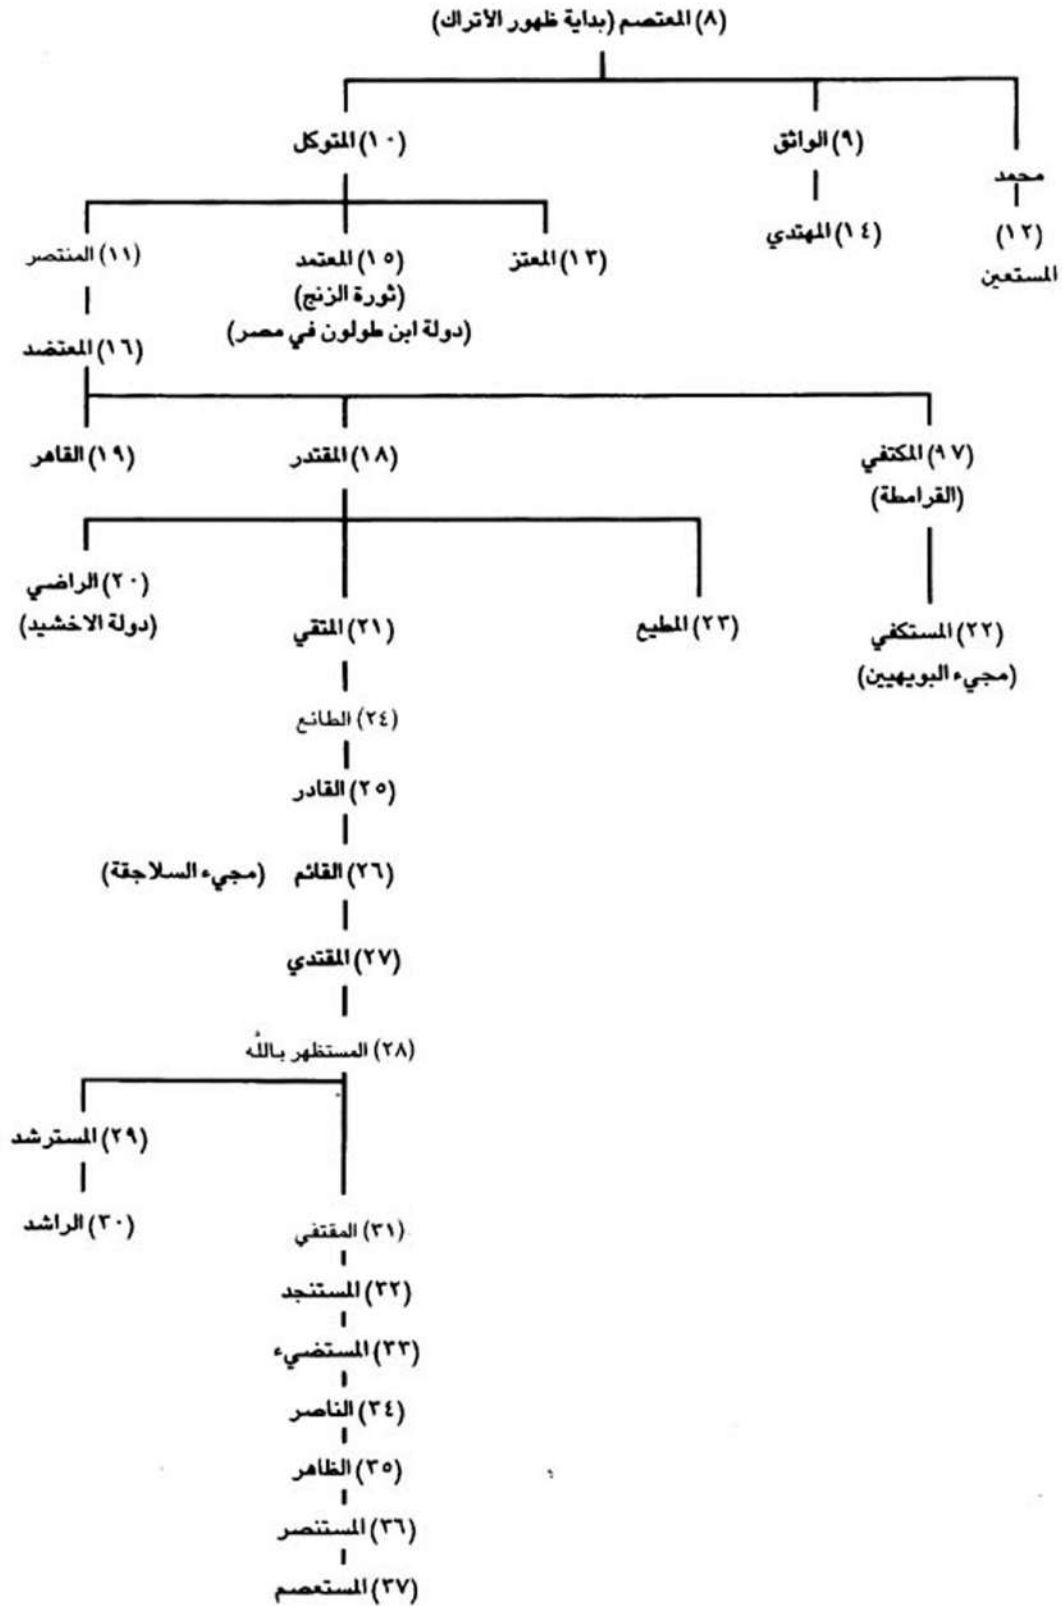 (٨) المعتصم (بداية ظهور الأتراك)
(١٠) المتوكل
(٩) الواثق
محمد
(١١) المنتصر
(١٥) المعتمد
(ثورة الزنج)
(دولة ابن طولون في مصر)
(١٣) المعتز
(١٤) المهتدي
(١٢)
المستعين
(١٦) المعتضد
(١٩) القاهر
(١٨) المقتدر
(٩٧) المكتفي
(القرامطة)
(٢٠) الراضي
(دولة الاخشيد)
(٢١) المتقي
(٢٣) المطيع
(٢٢) المستكفي
(مجيء البويهيين)
(٢٤) الطائع
(٢٥) القادر
(٢٦) القائم (مجيء السلاجقة)
(٢٧) المقتدي
(٢٨) المستظهر باللَّه
(٢٩) المسترشد
(٣٠) الراشد
(٣١) المقتفي
(٣٢) المستنجد
(٣٣) المستضيء
(٣٤) الناصر
(٣٥) الظاهر
(٣٦) المستنصر
(٣٧) المستعصم